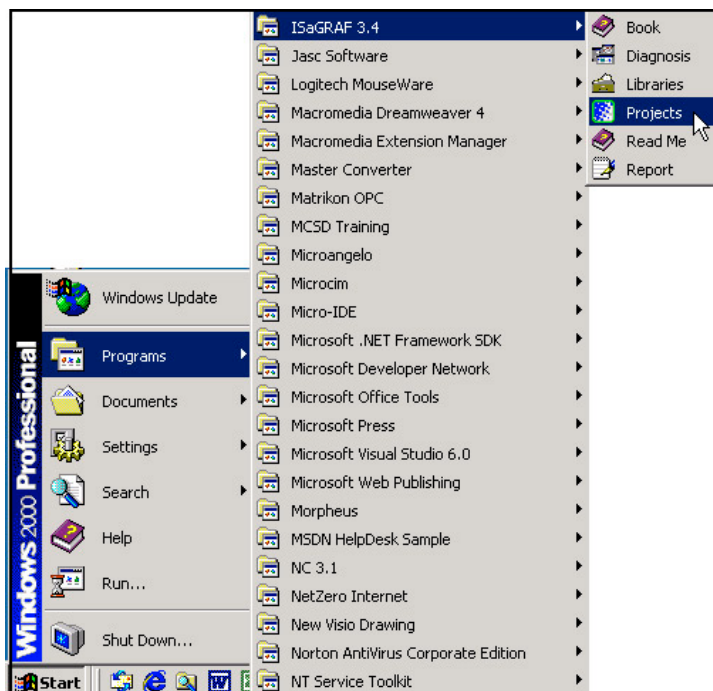 ISaGRAF 3.4
Jasc Software
Logitech MouseWare
Macromedia Dreamweaver 4
Macromedia Extension Manager
Master Converter
Matrikon OPC
MCSD Training
Microangelo
Microcim
Micro-IDE
Microsoft .NET Framework SDK
Microsoft Developer Network
Microsoft Office Tools
Microsoft Press
Microsoft Visual Studio 6.0
Microsoft Web Publishing
Morpheus
MSDN HelpDesk Sample
NC 3.1
NetZero Internet
New Visio Drawing
Norton AntiVirus Corporate Edition
NT Service Toolkit
Book
Diagnosis
Libraries
Projects
Read Me
Report
Windows Update
Programs
Documents
Settings
Search
Help
Run...
Shut Down...
Windows 2000 Professional
Start